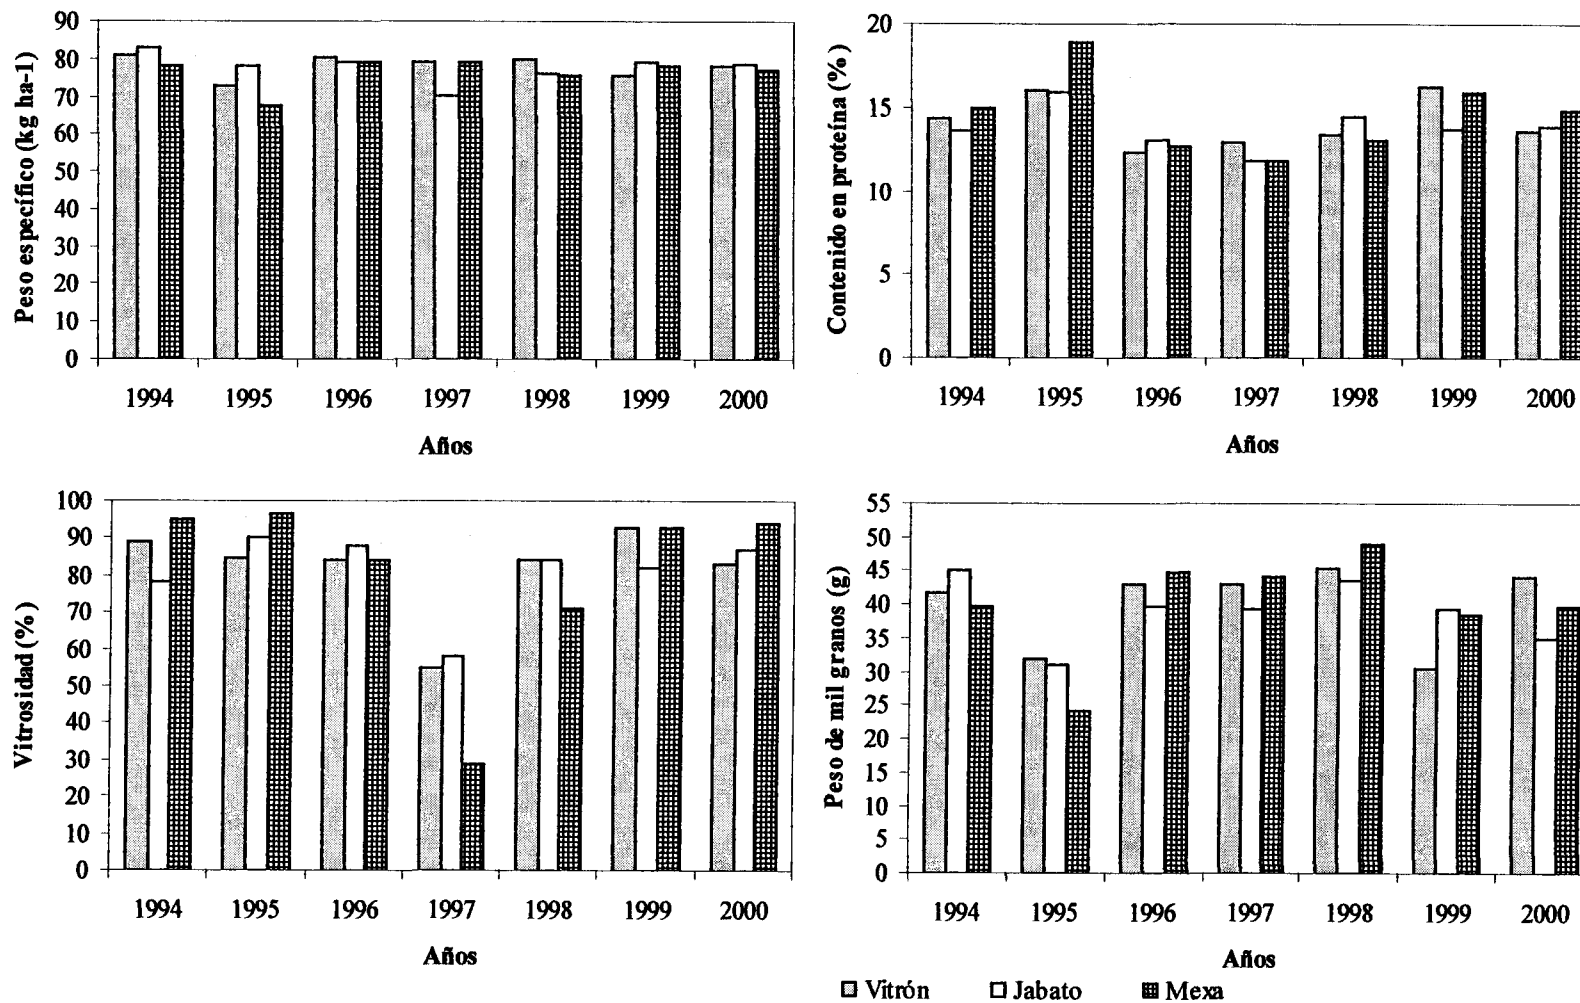 Peso específico (kg ha-1)
90
80
70
60
50
40
30
20
10
0
1994 1995 1996 1997 1998 1999 2000
Años
Contenido en proteína (%)
20
15
10
5
0
1994 1995 1996 1997 1998 1999 2000
Años
Vitrosidad (%)
100
90
80
70
60
50
40
30
20
10
0
1994 1995 1996 1997 1998 1999 2000
Años
Peso de mil granos (g)
55
50
45
40
35
30
25
20
15
10
5
0
1994 1995 1996 1997 1998 1999 2000
Años
Vitrón Jabato Mexa